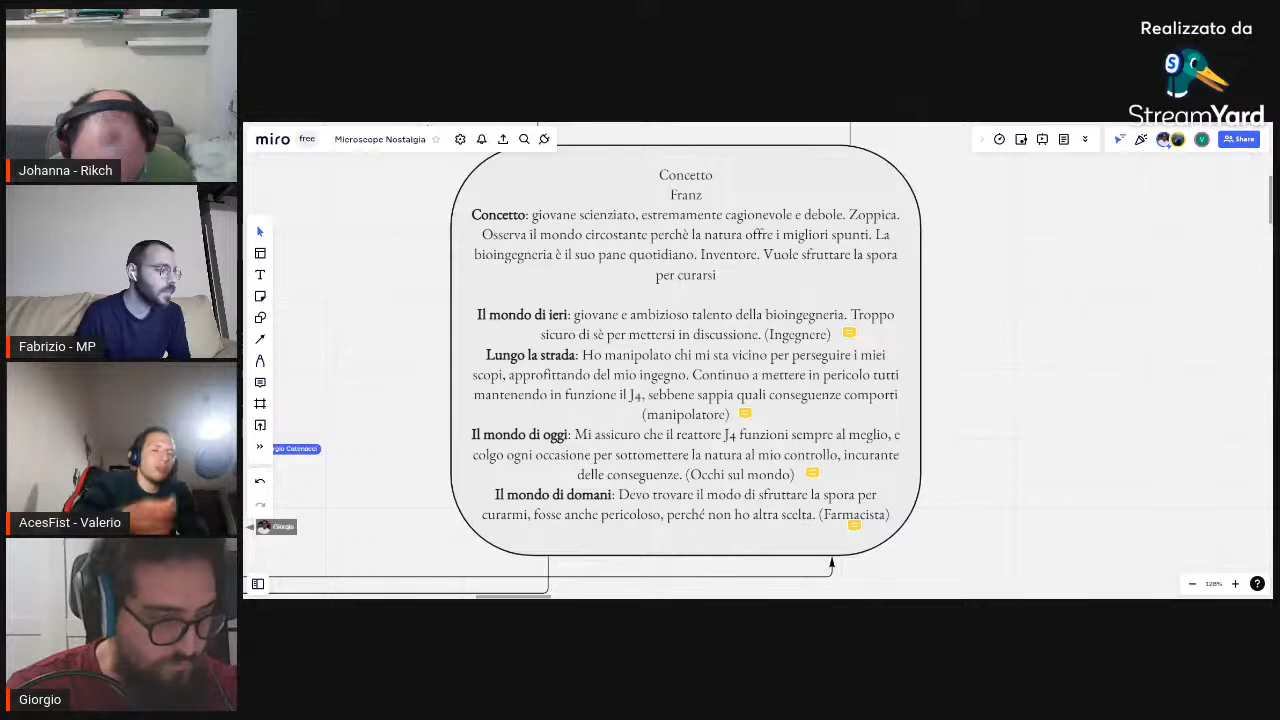 Realizzato da
StreamYard
Johanna - Rikch
Fabrizio - MP
AcesFist - Valerio
Giorgio
miro free Microscope Nostalgia
Share
Concetto
Franz
Concetto: giovane scienziato, estremamente cagionevole e debole. Zoppica.
Osserva il mondo circostante perchè la natura offre i migliori spunti. La
bioingegneria è il suo pane quotidiano. Inventore. Vuole sfruttare la spora
per curarsi
Il mondo di ieri: giovane e ambizioso talento della bioingegneria. Troppo
sicuro di sè per mettersi in discussione. (Ingegnere)
Lungo la strada: Ho manipolato chi mi sta vicino per perseguire i miei
scopi, approfittando del mio ingegno. Continuo a mettere in pericolo tutti
mantenendo in funzione il J4, sebbene sappia quali conseguenze comporti
(manipolatore)
Il mondo di oggi: Mi assicuro che il reattore J4 funzioni sempre al meglio, e
colgo ogni occasione per sottomettere la natura al mio controllo, incurante
delle conseguenze. (Occhi sul mondo)
Il mondo di domani: Devo trovare il modo di sfruttare la spora per
curarmi, fosse anche pericoloso, perché non ho altra scelta. (Farmacista)
rgio Catenacci
Giorgio
128%